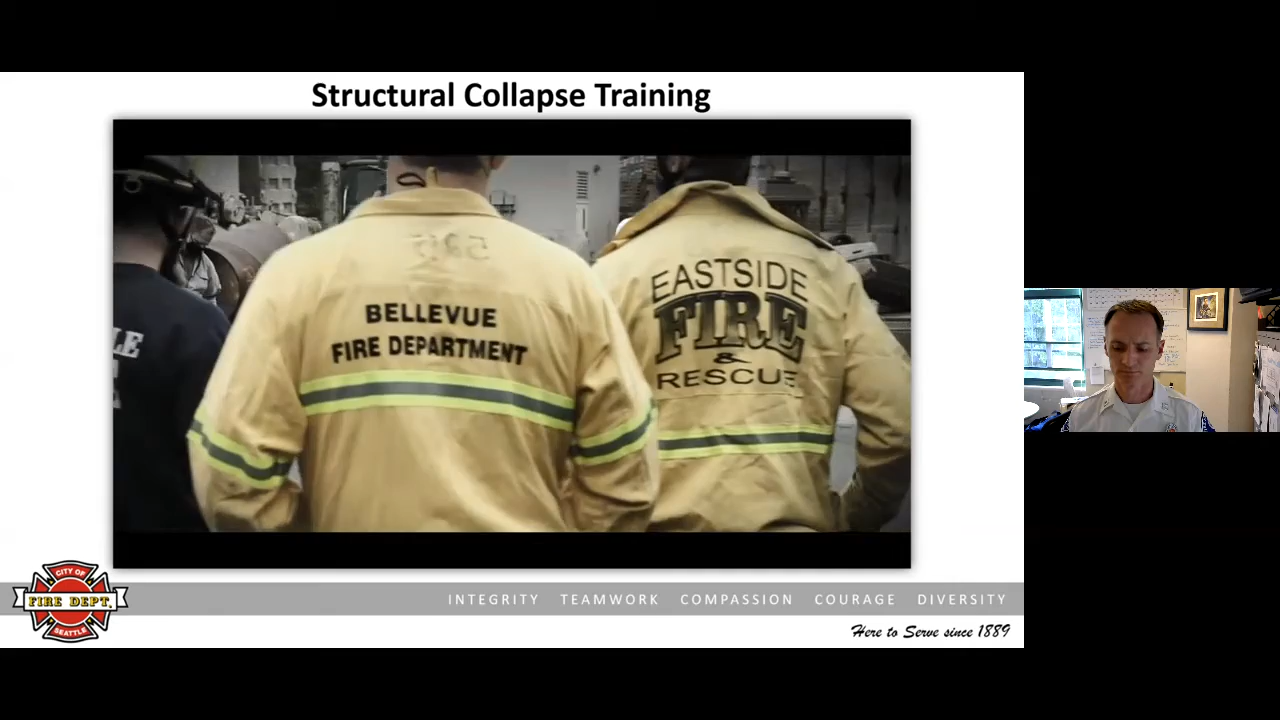 Structural Collapse Training
BELLEVUE
FIRE DEPARTMENT
EASTSIDE
FIRE
&
RESCUE
CITY OF
FIRE DEPT.
SEATTLE
INTEGRITY TEAMWORK COMPASSION COURAGE DIVERSITY
Here to Serve since 1889